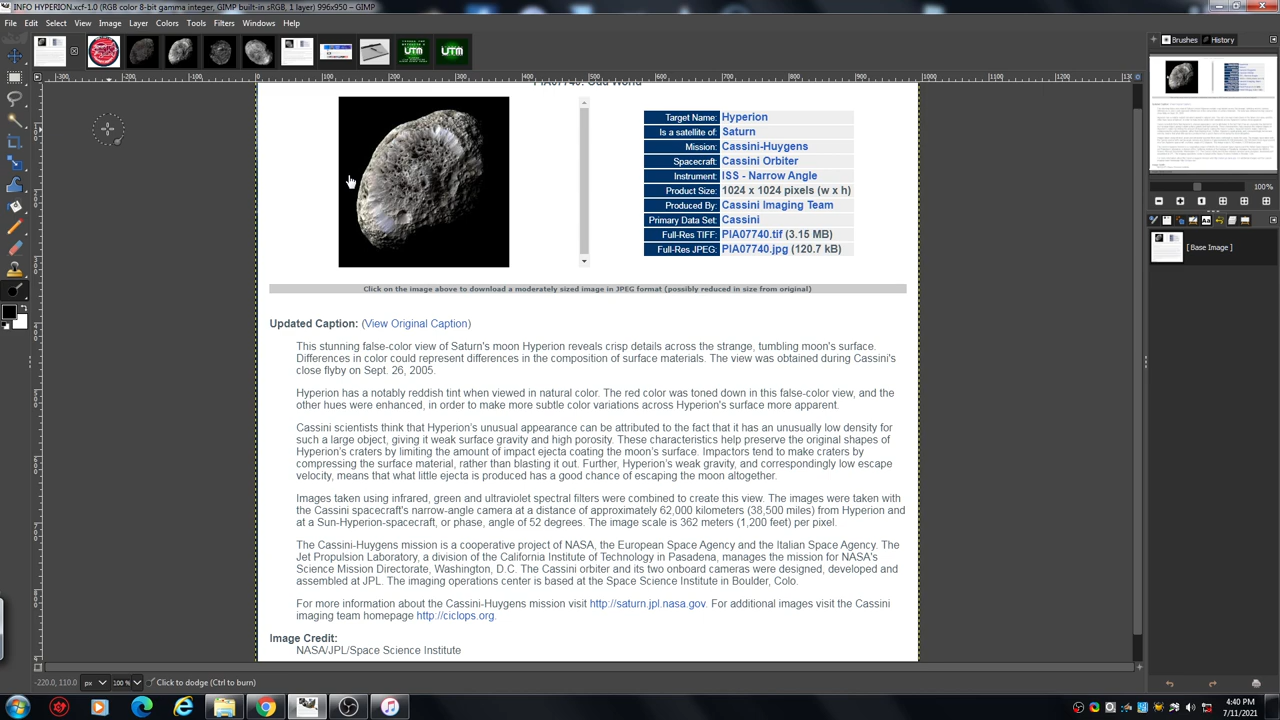 INFO HYPERION.xcf-1.0 (RGB color 8-bit gamma integer, GIMP built-in sRGB, 1 layer) 996x950 – GIMP
File Edit Select View Image Layer Colors Tools Filters Windows Help
UTM UTM
Brushes History
PIA07740: Odd World
Target Name: Hyperion
Is a satellite of: Saturn
Mission: Cassini-Huygens
Spacecraft: Cassini Orbiter
Instrument: ISS - Narrow Angle
Product Size: 1024 x 1024 pixels (w x h)
Produced By: Cassini Imaging Team
Primary Data Set: Cassini
Full-Res TIFF: PIA07740.tif (3.15 MB)
Full-Res JPEG: PIA07740.jpg (120.7 kB)
100%
[ Base Image ]
Click on the image above to download a moderately sized image in JPEG format (possibly reduced in size from original)
Updated Caption: (View Original Caption)
This stunning false-color view of Saturn's moon Hyperion reveals crisp details across the strange, tumbling moon's surface.
Differences in color could represent differences in the composition of surface materials. The view was obtained during Cassini's
close flyby on Sept. 26, 2005.
Hyperion has a notably reddish tint when viewed in natural color. The red color was toned down in this false-color view, and the
other hues were enhanced, in order to make more subtle color variations across Hyperion's surface more apparent.
Cassini scientists think that Hyperion's unusual appearance can be attributed to the fact that it has an unusually low density for
such a large object, giving it weak surface gravity and high porosity. These characteristics help preserve the original shapes of
Hyperion's craters by limiting the amount of impact ejecta coating the moon's surface. Impactors tend to make craters by
compressing the surface material, rather than blasting it out. Further, Hyperion's weak gravity, and correspondingly low escape
velocity, means that what little ejecta is produced has a good chance of escaping the moon altogether.
Images taken using infrared, green and ultraviolet spectral filters were combined to create this view. The images were taken with
the Cassini spacecraft's narrow-angle camera at a distance of approximately 62,000 kilometers (38,500 miles) from Hyperion and
at a Sun-Hyperion-spacecraft, or phase, angle of 52 degrees. The image scale is 362 meters (1,200 feet) per pixel.
The Cassini-Huygens mission is a cooperative project of NASA, the European Space Agency and the Italian Space Agency. The
Jet Propulsion Laboratory, a division of the California Institute of Technology in Pasadena, manages the mission for NASA's
Science Mission Directorate, Washington, D.C. The Cassini orbiter and its two onboard cameras were designed, developed and
assembled at JPL. The imaging operations center is based at the Space Science Institute in Boulder, Colo.
For more information about the Cassini-Huygens mission visit http://saturn.jpl.nasa.gov. For additional images visit the Cassini
imaging team homepage http://ciclops.org.
Image Credit:
NASA/JPL/Space Science Institute
-220.0, 110.0 px 100 % Click to dodge (Ctrl to burn)
4:40 PM
7/11/2021